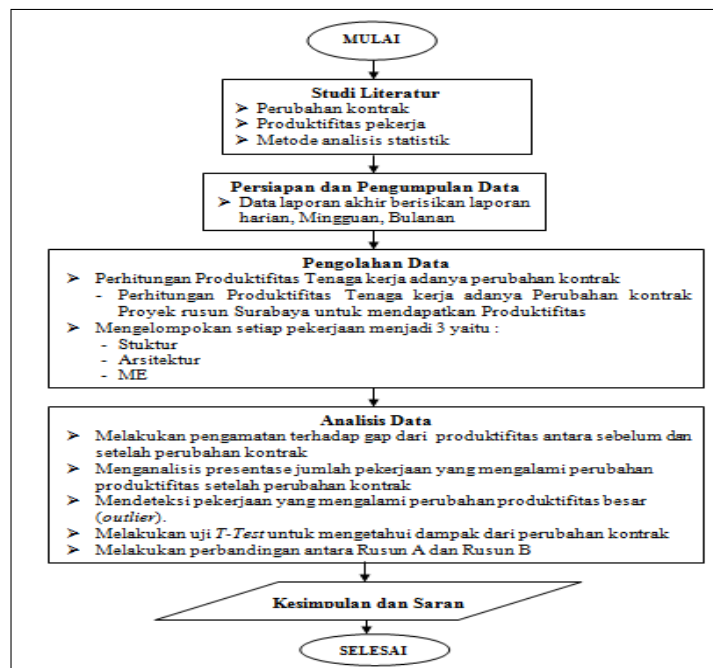 MULAI
Studi Literatur
➤ Perubahan kontrak
➤ Produktifitas pekerja
➤ Metode analisis statistik
Persiapan dan Pengumpulan Data
➤ Data laporan akhir berisikan laporan
harian, Mingguan, Bulanan
Pengolahan Data
➤ Perhitungan Produktifitas Tenaga kerja adanya perubahan kontrak
- Perhitungan Produktifitas Tenaga kerja adanya Perubahan kontrak
Proyek rusun Surabaya untuk mendapatkan Produktifitas
➤ Mengelompokan setiap pekerjaan menjadi 3 yaitu :
- Stuktur
- Arsitektur
- ME
Analisis Data
➤ Melakukan pengamatan terhadap gap dari produktifitas antara sebelum dan
setelah perubahan kontrak
➤ Menganalisis presentase jumlah pekerjaan yang mengalami perubahan
produktifitas setelah perubahan kontrak
➤ Mendeteksi pekerjaan yang mengalami perubahan produktifitas besar
(outlier).
➤ Melakukan uji T-Test untuk mengetahui dampak dari perubahan kontrak
➤ Melakukan perbandingan antara Rusun A dan Rusun B
Kesimpulan dan Saran
SELESAI